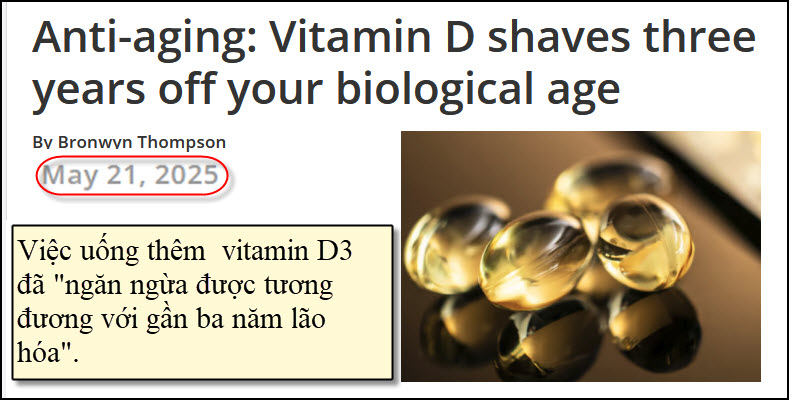 Anti-aging: Vitamin D shaves three
years off your biological age
By Bronwyn Thompson
May 21, 2025
Việc uống thêm vitamin D3
đã "ngăn ngừa được tương
đương với gần ba năm lão
hóa".